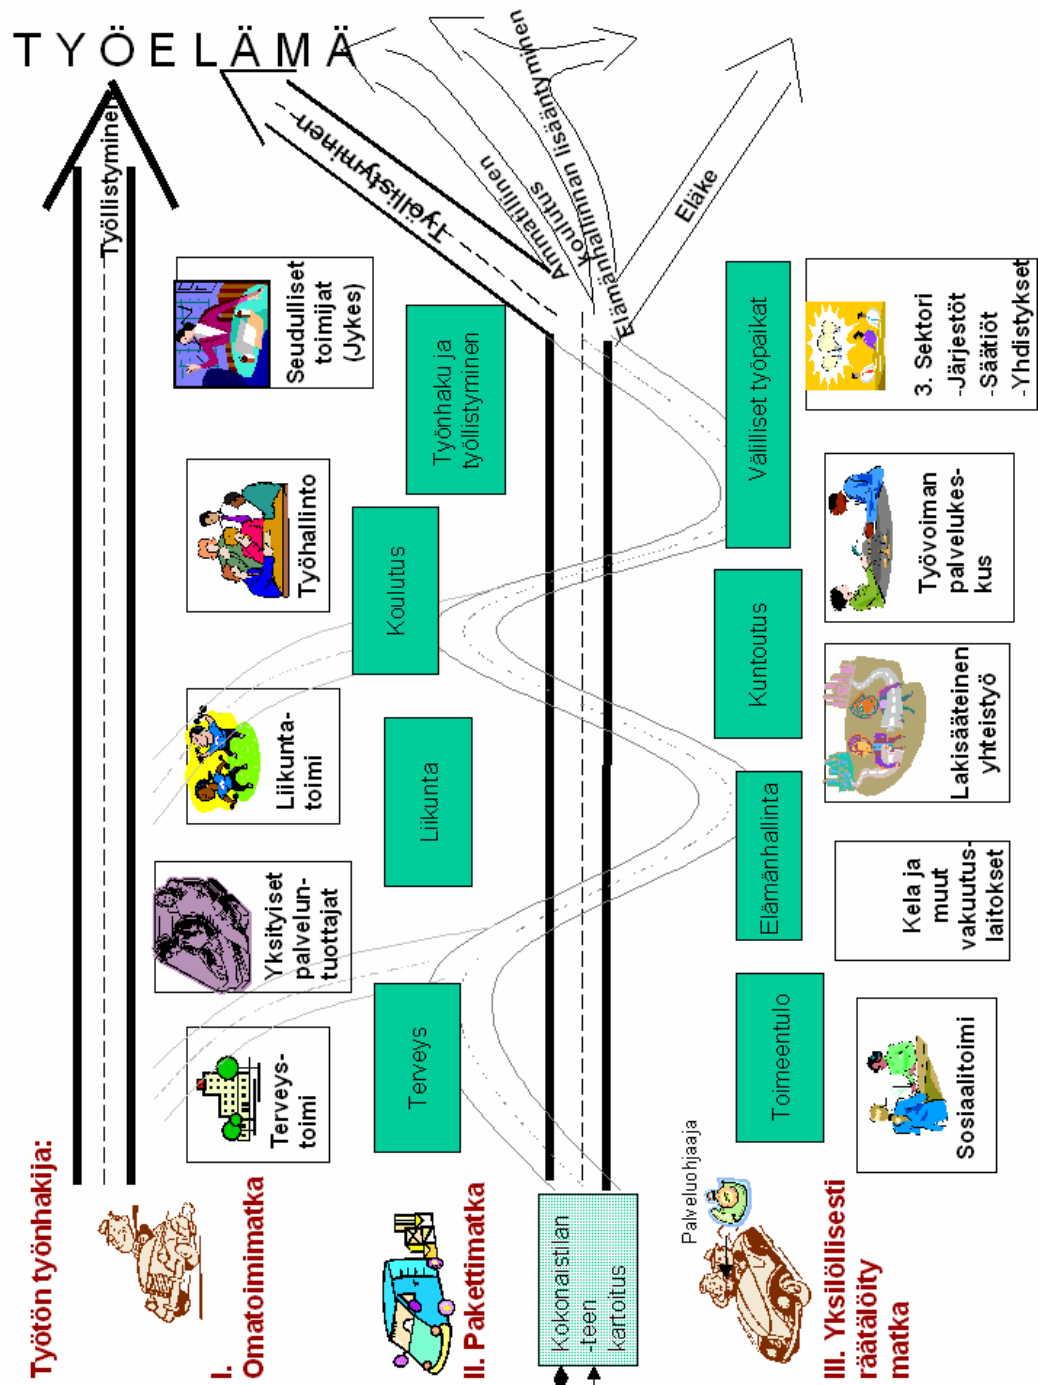 TYÖELÄMÄ
Työtön työnhakija:
I.
Omatoimimatka
II. Pakettimatka
III. Yksilöllisesti
räätälöity
matka
Palveluohjaaja
Kokonaistilan
-teen
kartoitus
Työllistyminen
Työllistyminen-
Ammatillinen
koulutus
Elämänhallinnan lisääntyminen
Eläke
Terveys-
toimi
Yksityiset
palvelun-
tuottajat
Liikunta-
toimi
Työhallinto
Seudulliset
toimijat
(Jykes)
Terveys
Liikunta
Koulutus
Työnhaku ja
työllistyminen
Toimeentulo
Elämänhallinta
Kuntoutus
Välilliset työpaikat
Sosiaalitoimi
Kela ja
muut
vakuutus-
laitokset
Lakisääteinen
yhteistyö
Työvoiman
palvelukes-
kus
3. Sektori
-Järjestöt
-Säätiöt
-Yhdistykset